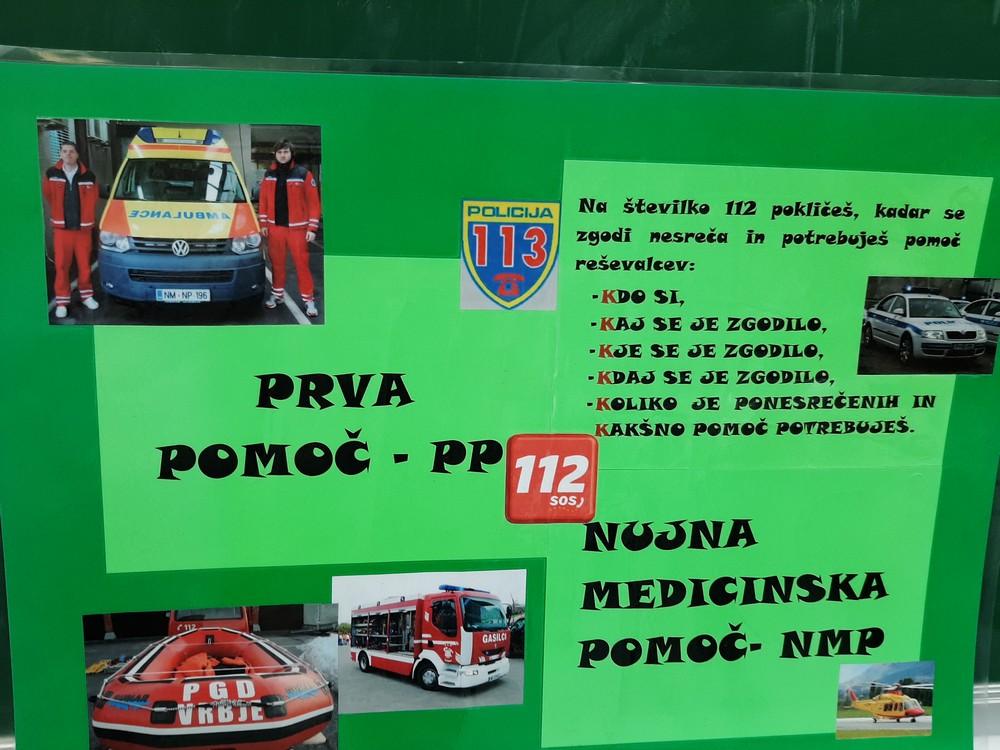 AMBULANCE
NM NP-196
POLICIJA
113
Na številko 112 pokličeš, kadar se
zgodi nesreča in potrebuješ pomoč
reševalcev:
-KDO SI,
-KAJ SE JE ZGODILO,
-KJE SE JE ZGODILO,
-KDAJ SE JE ZGODILO,
-KOLIKO JE PONESREČENIH IN
KAKŠNO POMOČ POTREBUJEŠ.
PRVA
POMOČ - PP
112
SOS
NUJNA
MEDICINSKA
POMOČ- NMP
112
PGD
VRBJE
GASILCI